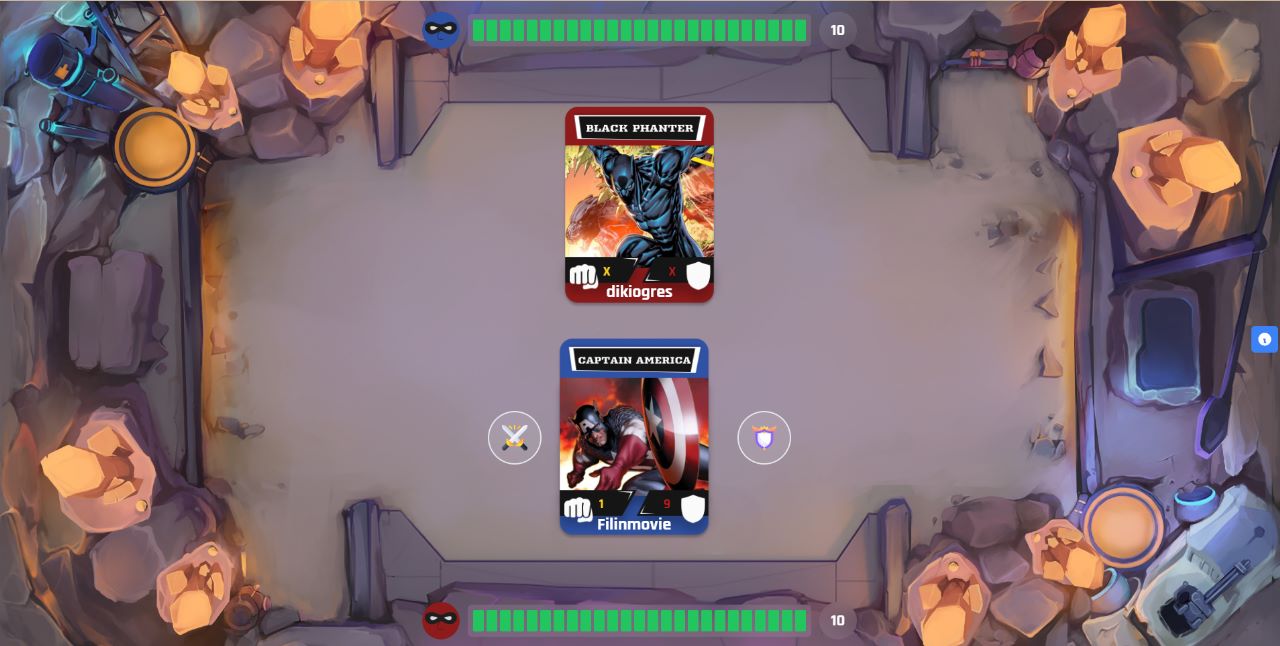 10
BLACK PHANTER
X X
dikiogres
CAPTAIN AMERICA
1 9
Filinmovie
10